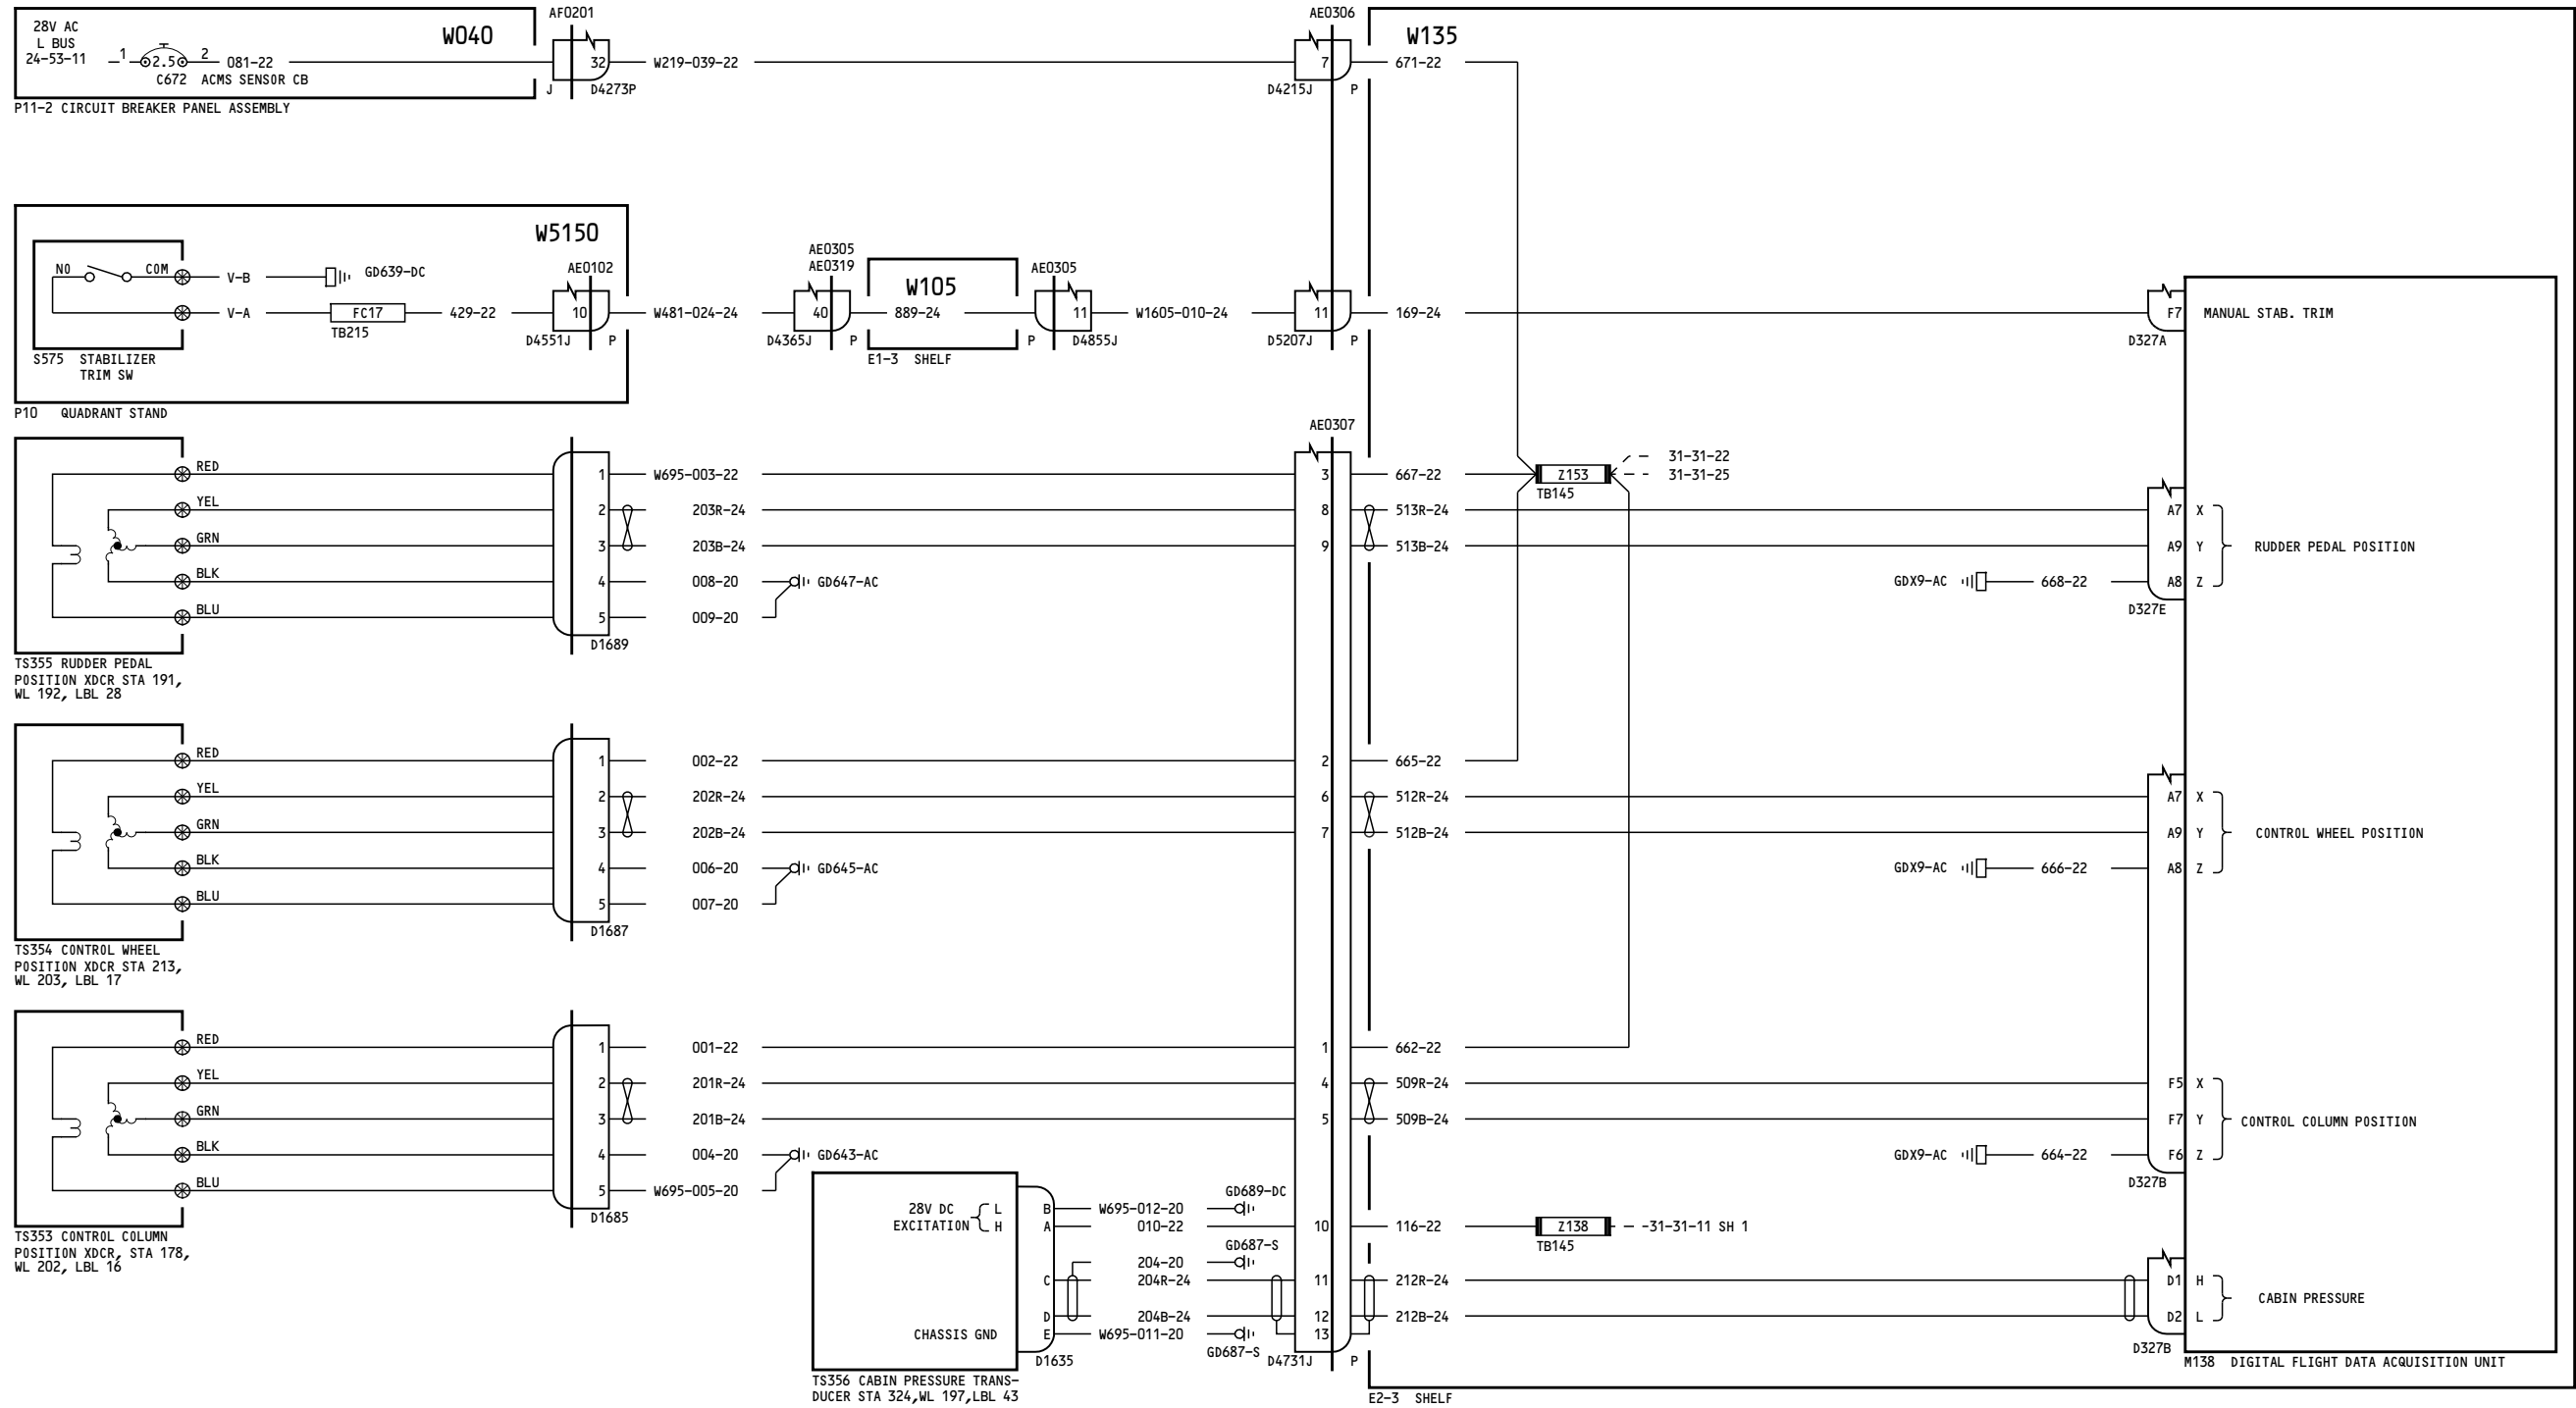 28V AC
L BUS
24-53-11
1
2.5
2
081-22
C672 ACMS SENSOR CB
W040
P11-2 CIRCUIT BREAKER PANEL ASSEMBLY
AF0201
32
J D4273P
W219-039-22
AE0306
7
D4215J P
W135
671-22
W5150
NO
COM
V-B
GD639-DC
V-A
FC17
TB215
429-22
S575 STABILIZER
TRIM SW
P10 QUADRANT STAND
AE0102
10
D4551J P
W481-024-24
AE0305
AE0319
40
D4365J P
W105
889-24
E1-3 SHELF
AE0305
11
P D4855J
W1605-010-24
11
D5207J P
169-24
F7
D327A
MANUAL STAB. TRIM
AE0307
RED
1
W695-003-22
3
667-22
Z153
TB145
31-31-22
31-31-25
YEL
2
203R-24
8
513R-24
A7 X
GRN
3
203B-24
9
513B-24
A9 Y
RUDDER PEDAL POSITION
BLK
4
008-20
GD647-AC
GDX9-AC
668-22
A8 Z
BLU
5
009-20
D1689
D327E
TS355 RUDDER PEDAL
POSITION XDCR STA 191,
WL 192, LBL 28
RED
1
002-22
2
665-22
YEL
2
202R-24
6
512R-24
A7 X
GRN
3
202B-24
7
512B-24
A9 Y
CONTROL WHEEL POSITION
BLK
4
006-20
GD645-AC
GDX9-AC
666-22
A8 Z
BLU
5
007-20
D1687
TS354 CONTROL WHEEL
POSITION XDCR STA 213,
WL 203, LBL 17
RED
1
001-22
1
662-22
YEL
2
201R-24
4
509R-24
F5 X
GRN
3
201B-24
5
509B-24
F7 Y
CONTROL COLUMN POSITION
BLK
4
004-20
GD643-AC
GDX9-AC
664-22
F6 Z
BLU
5
W695-005-20
D1685
D327B
TS353 CONTROL COLUMN
POSITION XDCR, STA 178,
WL 202, LBL 16
28V DC
EXCITATION
L
H
B
W695-012-20
GD689-DC
A
010-22
10
116-22
Z138
TB145
-31-31-11 SH 1
204-20
GD687-S
C
204R-24
11
212R-24
D1 H
CABIN PRESSURE
D
204B-24
12
212B-24
D2 L
CHASSIS GND
E
W695-011-20
GD687-S
13
D1635
D4731J P
D327B
TS356 CABIN PRESSURE TRANS-
DUCER STA 324,WL 197,LBL 43
M138 DIGITAL FLIGHT DATA ACQUISITION UNIT
E2-3 SHELF